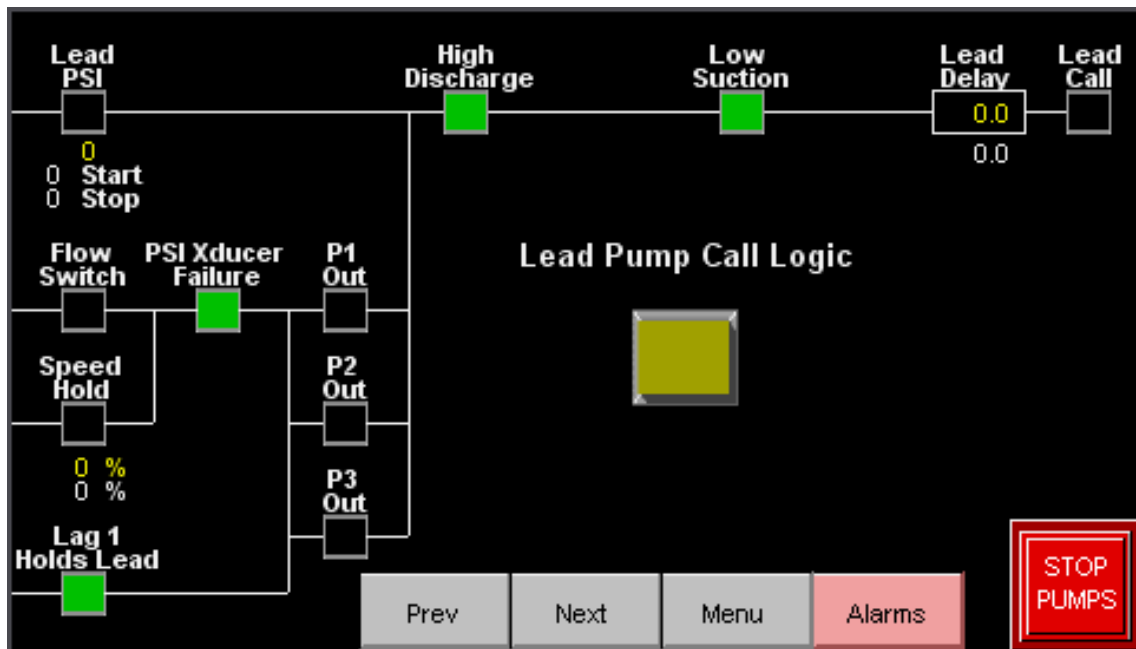 Lead
PSI
High
Discharge
Low
Suction
Lead
Delay
Lead
Call
0.0
0.0
0
0 Start
0 Stop
Flow
Switch
PSI Xducer
Failure
P1
Out
Lead Pump Call Logic
Speed
Hold
P2
Out
0 %
0 %
P3
Out
Lag 1
Holds Lead
Prev
Next
Menu
Alarms
STOP
PUMPS